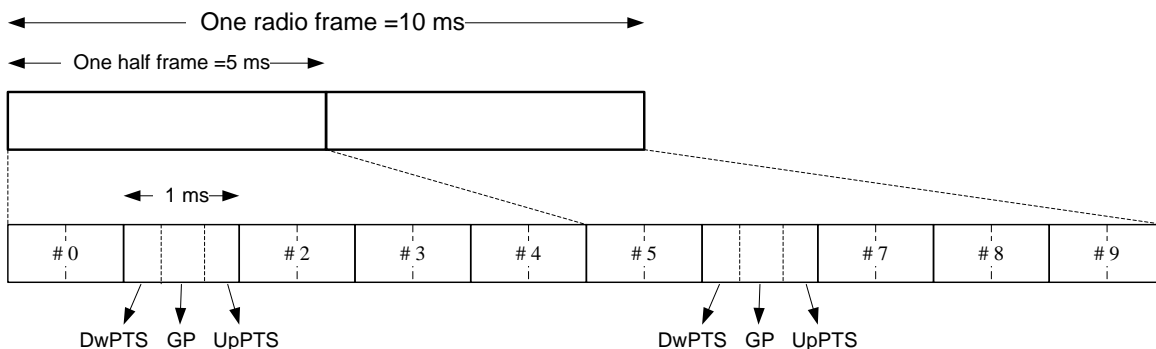 One radio frame =10 ms
One half frame =5 ms
1 ms
#0 #2 #3 #4 #5 #7 #8 #9
DwPTS GP UpPTS DwPTS GP UpPTS